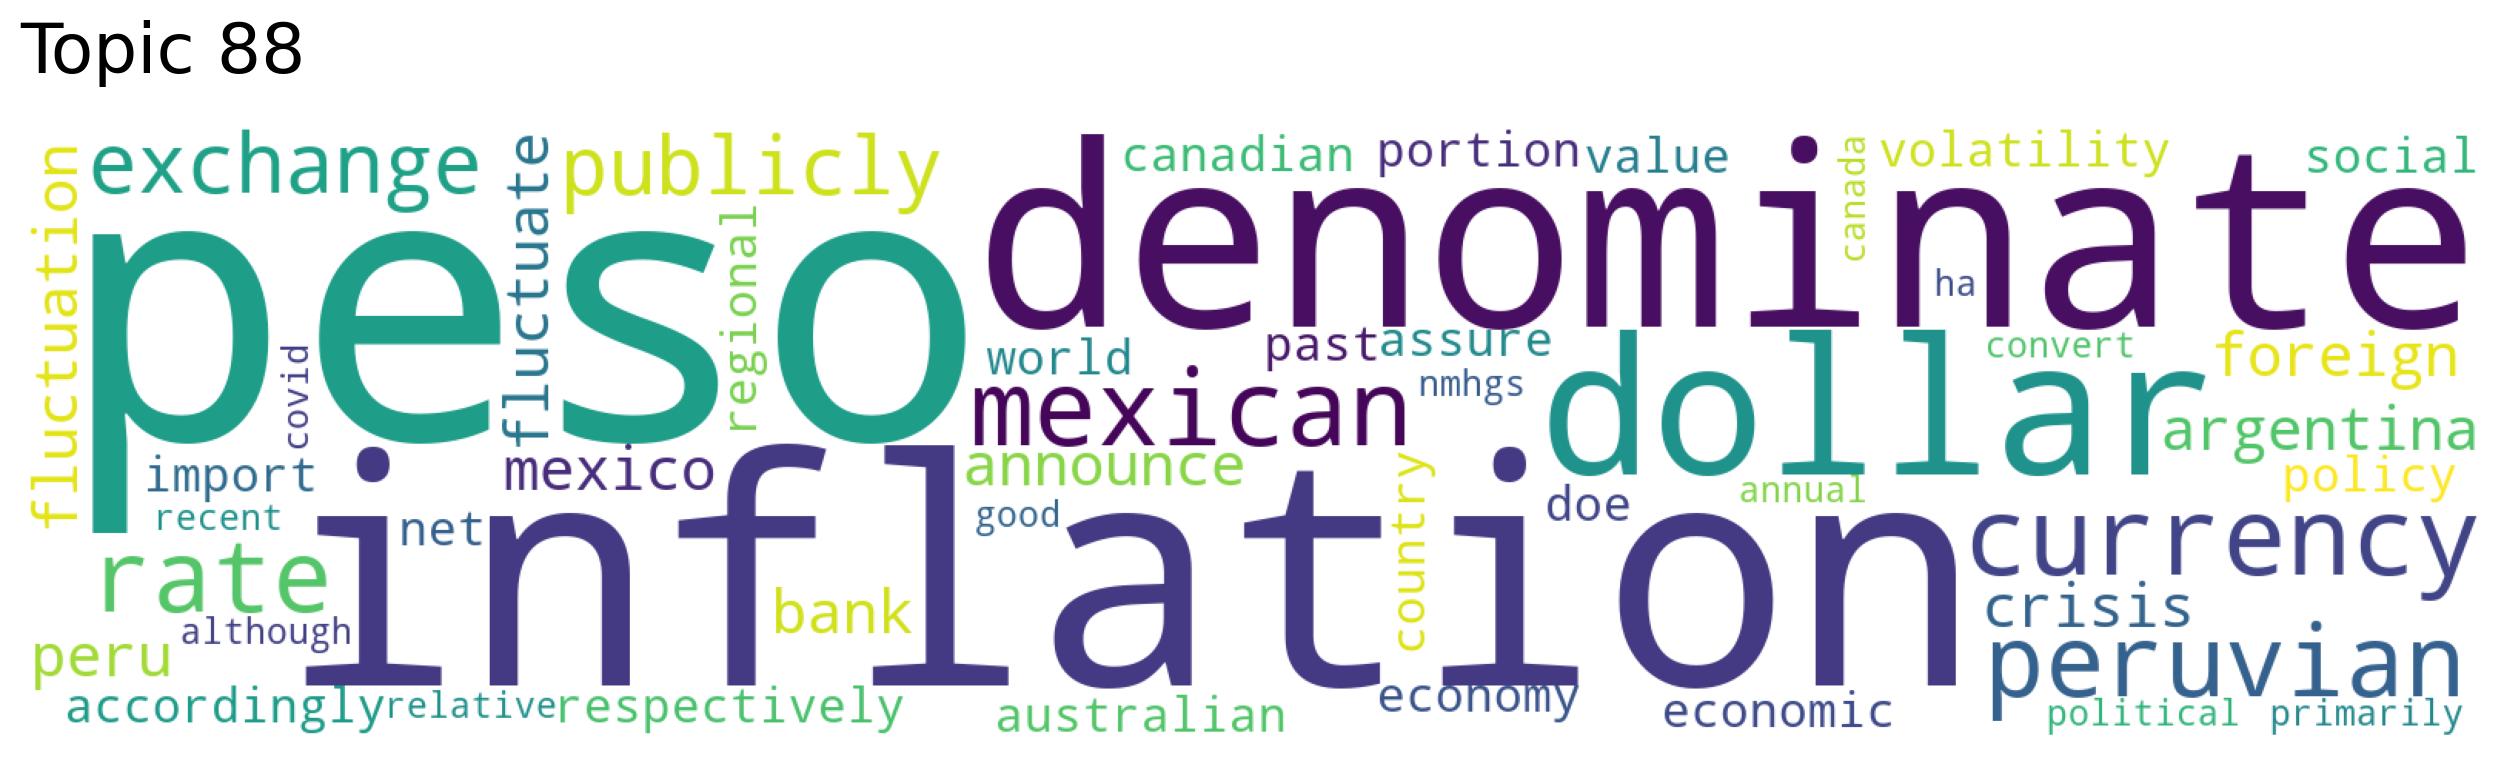 Topic 88
fluctuation
exchange
fluctuate
publicly
canadian
portion
value
canada
volatility
social
peso
regional
denominate
ha
covid
world
past
assure
nmhgs
convert
foreign
mexican
dollar
argentina
import
mexico
announce
country
doe
annual
policy
recent
net
good
inflation
currency
rate
bank
crisis
although
peru
peruvian
accordingly
relative
respectively
australian
economy
economic
political
primarily